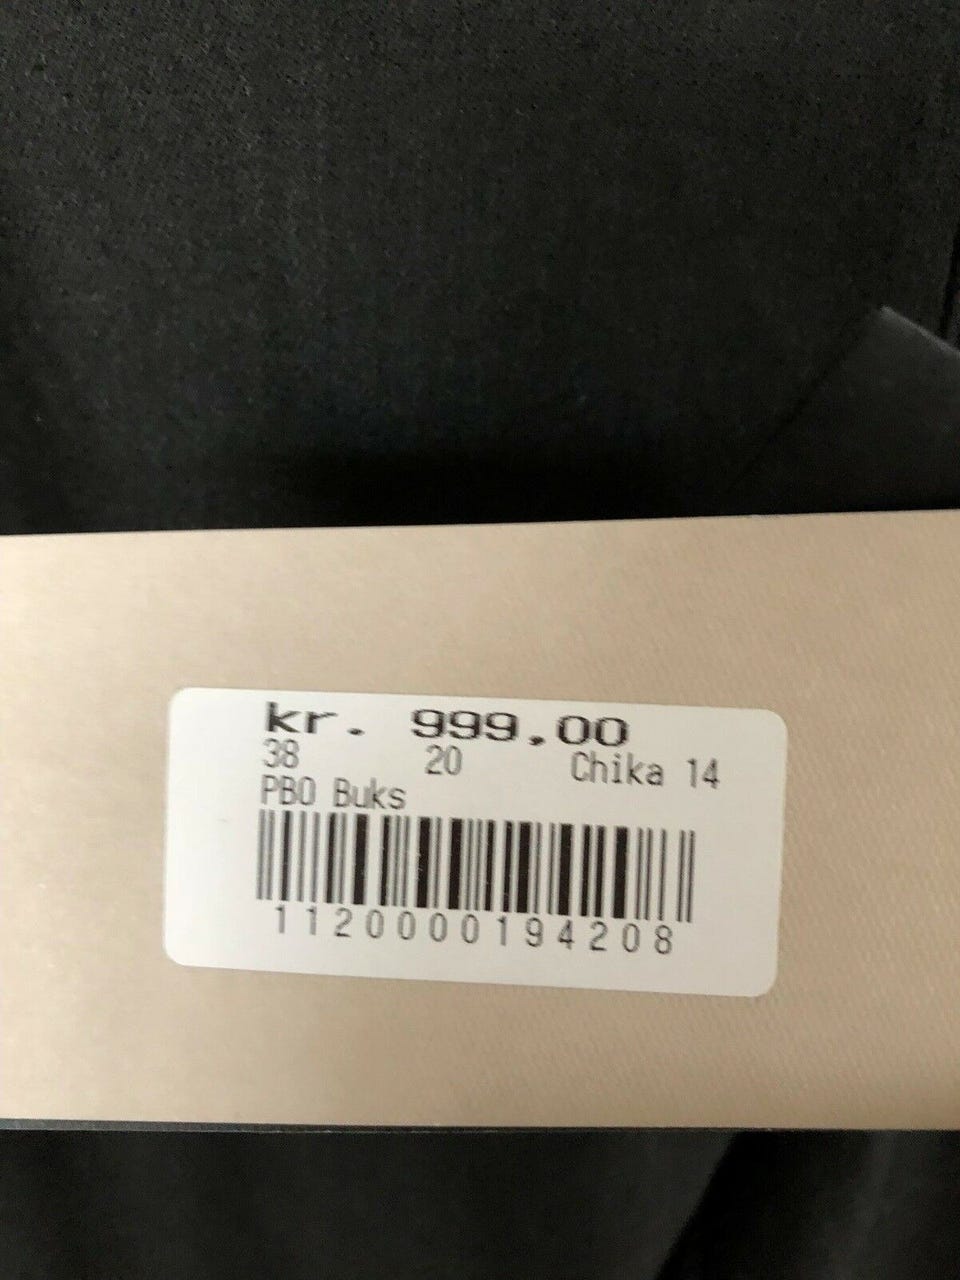 kr. 999.00
38 20 Chika 14
PBO Buks
1120000194208